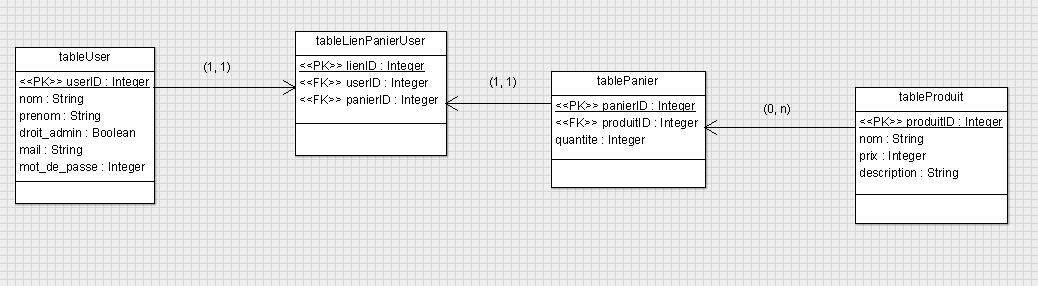 tableUser
<<PK>> userID : Integer
nom : String
prenom : String
droit_admin : Boolean
mail : String
mot_de_passe : Integer
(1, 1)
tableLienPanierUser
<<PK>> lienID : Integer
<<FK>> userID : Integer
<<FK>> panierID : Integer
(1, 1)
tablePanier
<<PK>> panierID : Integer
<<FK>> produitID : Integer
quantite : Integer
(0, n)
tableProduit
<<PK>> produitID : Integer
nom : String
prix : Integer
description : String